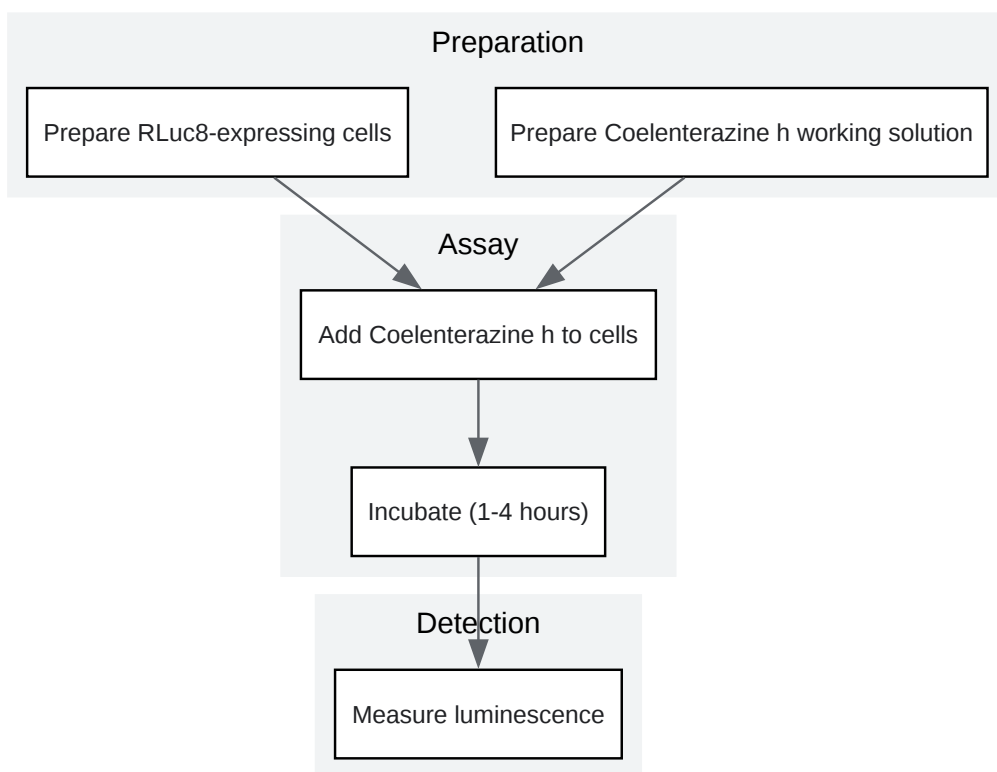 Preparation
Prepare RLuc8-expressing cells
Prepare Coelenterazine h working solution
Assay
Add Coelenterazine h to cells
Incubate (1-4 hours)
Detection
Measure luminescence